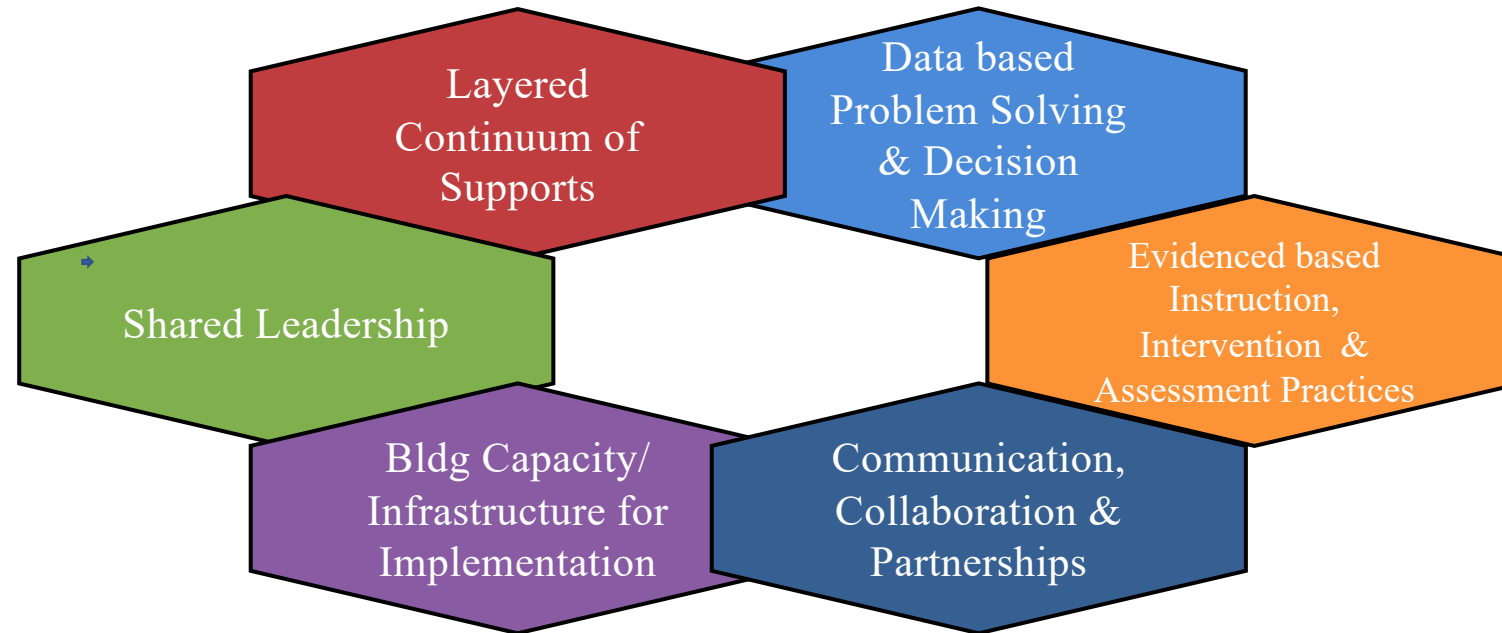 Layered
Continuum of
Supports
Data based
Problem Solving
& Decision
Making
Shared Leadership
Evidenced based
Instruction,
Intervention  &
Assessment Practices
Bldg Capacity/
Infrastructure for
Implementation
Communication,
Collaboration &
Partnerships